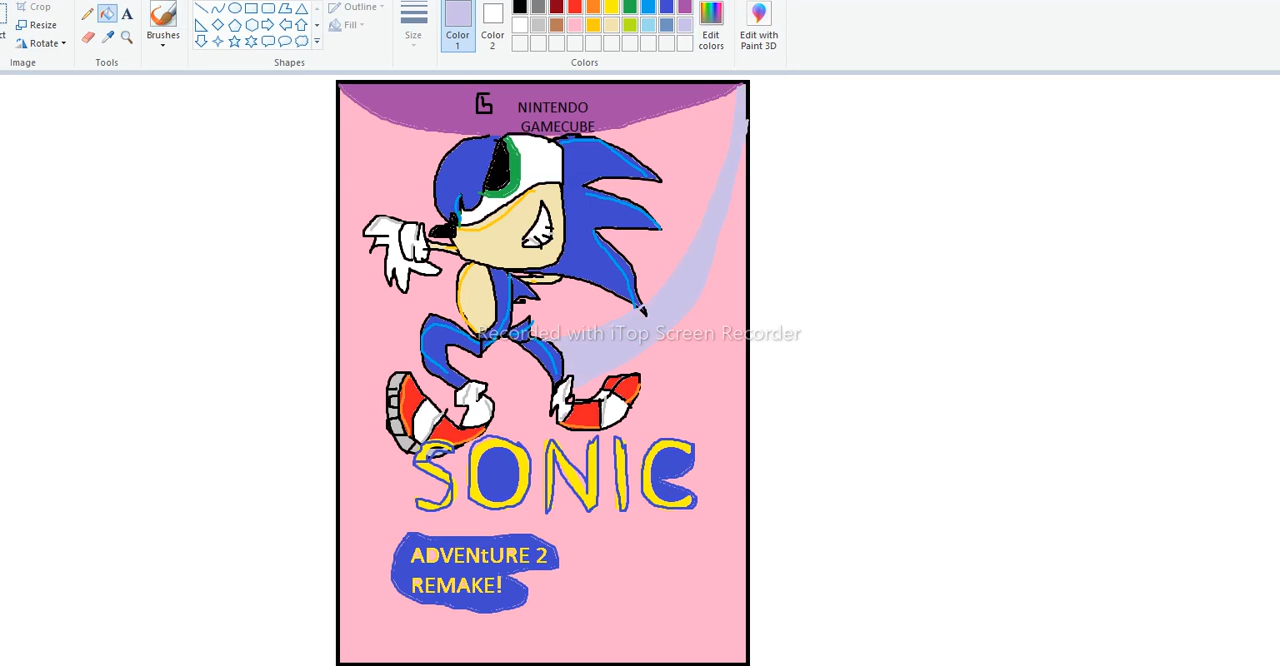 Crop
Resize
Rotate
Image
Tools
Brushes
Shapes
Outline
Fill
Size
Color 1
Color 2
Edit colors
Edit with Paint 3D
Colors
NINTENDO
GAMECUBE
Recorded with iTop Screen Recorder
SONIC
ADVENtURE 2
REMAKE!